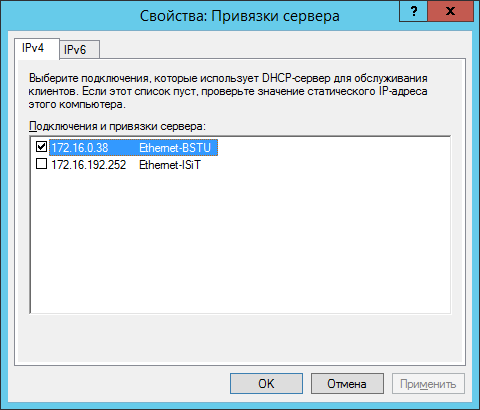 Свойства: Привязки сервера
? x
IPv4 IPv6
Выберите подключения, которые использует DHCP-сервер для обслуживания
клиентов. Если этот список пуст, проверьте значение статического IP-адреса
этого компьютера.
Подключения и привязки сервера:
172.16.0.38 Ethernet-BSTU
172.16.192.252 Ethernet-ISiT
OK Отмена Применить